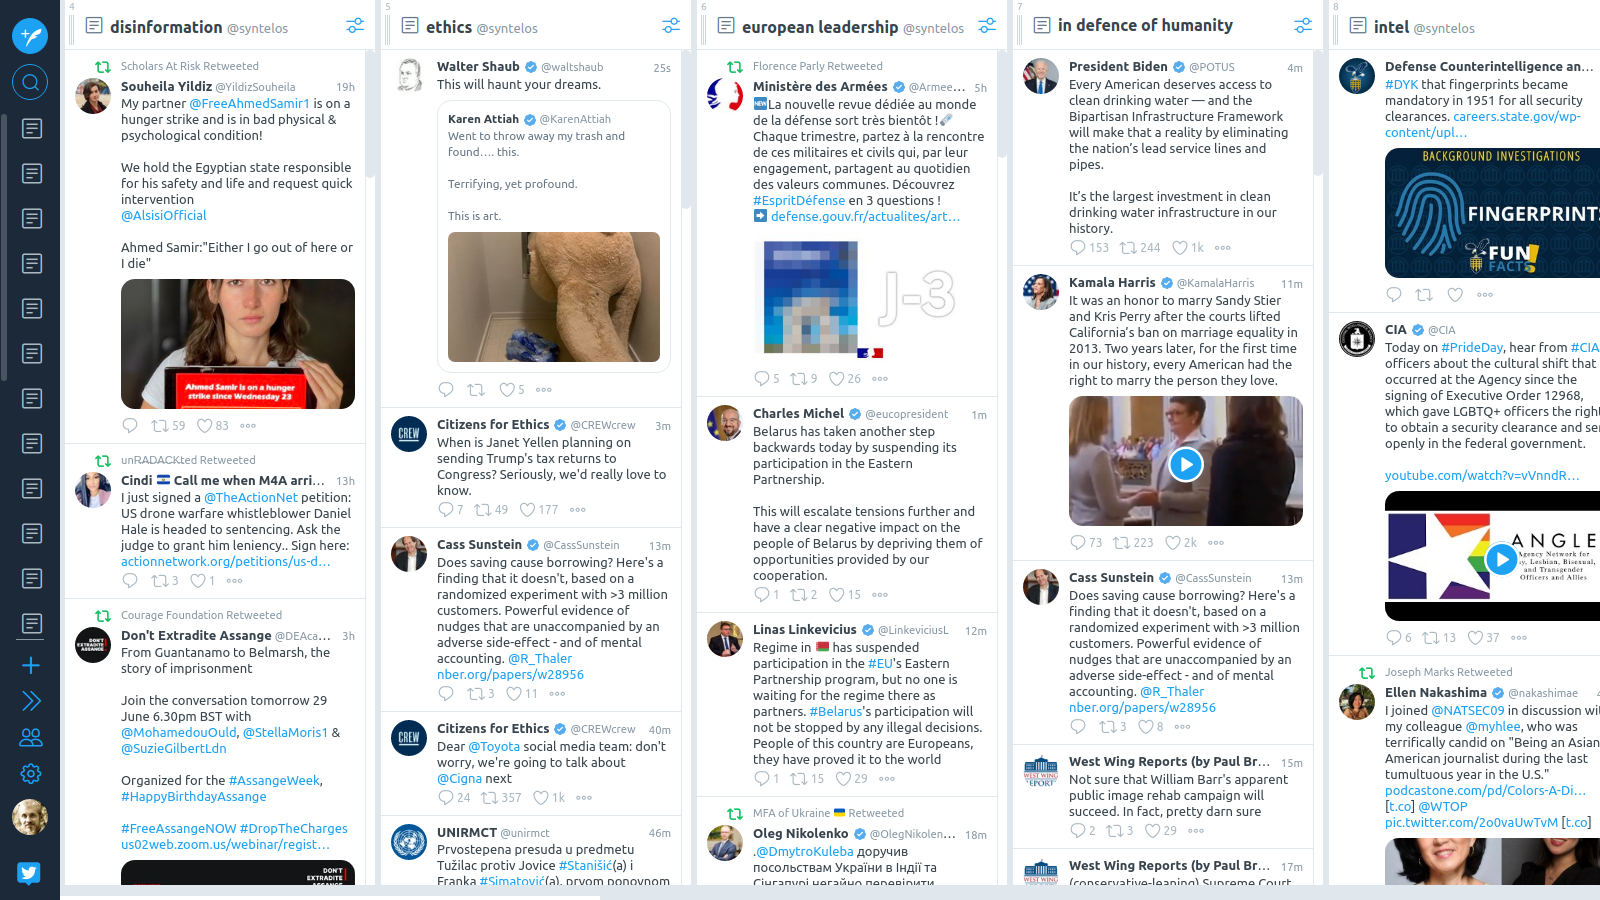 4
disinformation @syntelos
Scholars At Risk Retweeted
Souheila Yildiz @YildizSouheila 19h
My partner @FreeAhmedSamir1 is on a
hunger strike and is in bad physical &
psychological condition!
We hold the Egyptian state responsible
for his safety and life and request quick
intervention
@AlsisiOfficial
Ahmed Samir:"Either I go out of here or
I die"
Ahmed Samir is on a hunger
strike since Wednesday 23
59 83
unRADACKted Retweeted
Cindi Call me when M4A arri... 13h
I just signed a @TheActionNet petition:
US drone warfare whistleblower Daniel
Hale is headed to sentencing. Ask the
judge to grant him leniency.. Sign here:
actionnetwork.org/petitions/us-d…
3 1
Courage Foundation Retweeted
Don't Extradite Assange @DEAca... 3h
DON'T
EXTRADITE
ASSANGE
From Guantanamo to Belmarsh, the
story of imprisonment
Join the conversation tomorrow 29
June 6.30pm BST with
@MohamedouOuld, @StellaMoris1 &
@SuzieGilbertLdn
Organized for the #AssangeWeek,
#HappyBirthdayAssange
#FreeAssangeNOW #DropTheCharges
us02web.zoom.us/webinar/regist…
DON'T
EXTRADITE
5
ethics @syntelos
Walter Shaub @waltshaub 25s
This will haunt your dreams.
Karen Attiah @KarenAttiah
Went to throw away my trash and
found…. this.
Terrifying, yet profound.
This is art.
5
Citizens for Ethics @CREWcrew 3m
CREW
When is Janet Yellen planning on
sending Trump's tax returns to
Congress? Seriously, we'd really love to
know.
7 49 177
Cass Sunstein @CassSunstein 13m
Does saving cause borrowing? Here's a
finding that it doesn't, based on a
randomized experiment with >3 million
customers. Powerful evidence of
nudges that are unaccompanied by an
adverse side-effect - and of mental
accounting. @R_Thaler
nber.org/papers/w28956
3 11
Citizens for Ethics @CREWcrew 40m
CREW
Dear @Toyota social media team: don't
worry, we're going to talk about
@Cigna next
24 357 1k
UNIRMCT @unirmct 46m
Prvostepena presuda u predmetu
Tužilac protiv Jovice #Stanišić(a) i
Franka #Simatović(a), prvom ponovnom
6
european leadership @syntelos
Florence Parly Retweeted
Ministère des Armées @Armee... 5h
NEW La nouvelle revue dédiée au monde
de la défense sort très bientôt !
Chaque trimestre, partez à la rencontre
de ces militaires et civils qui, par leur
engagement, partagent au quotidien
des valeurs communes. Découvrez
#EspritDéfense en 3 questions !
defense.gouv.fr/actualites/art…
J-3
5 9 26
Charles Michel @eucopresident 1m
Belarus has taken another step
backwards today by suspending its
participation in the Eastern
Partnership.
This will escalate tensions further and
have a clear negative impact on the
people of Belarus by depriving them of
opportunities provided by our
cooperation.
1 2 15
Linas Linkevicius @LinkeviciusL 12m
Regime in has suspended
participation in the #EU's Eastern
Partnership program, but no one is
waiting for the regime there as
partners. #Belarus's participation will
not be stopped by any illegal decisions.
People of this country are Europeans,
they have proved it to the world
1 15 29
MFA of Ukraine Retweeted
Oleg Nikolenko @OlegNikolen... 18m
.@DmytroKuleba доручив
посольствам України в Індії та
Сінгапурі негайно перевірити
7
in defence of humanity
President Biden @POTUS 4m
Every American deserves access to
clean drinking water — and the
Bipartisan Infrastructure Framework
will make that a reality by eliminating
the nation’s lead service lines and
pipes.
It’s the largest investment in clean
drinking water infrastructure in our
history.
153 244 1k
Kamala Harris @KamalaHarris 11m
It was an honor to marry Sandy Stier
and Kris Perry after the courts lifted
California’s ban on marriage equality in
2013. Two years later, for the first time
in our history, every American had the
right to marry the person they love.
73 223 2k
Cass Sunstein @CassSunstein 13m
Does saving cause borrowing? Here's a
finding that it doesn't, based on a
randomized experiment with >3 million
customers. Powerful evidence of
nudges that are unaccompanied by an
adverse side-effect - and of mental
accounting. @R_Thaler
nber.org/papers/w28956
3 8
West Wing Reports (by Paul Br... 15m
WEST WING
Not sure that William Barr's apparent
public image rehab campaign will
succeed. In fact, pretty darn sure
2 3 29
West Wing Reports (by Paul Br... 17m
(conservative-leaning) Supreme Court
8
intel @syntelos
Defense Counterintelligence an...
#DYK that fingerprints became
mandatory in 1951 for all security
clearances. careers.state.gov/wp-
content/upl…
BACKGROUND INVESTIGATIONS
FINGERPRINTS
FUN
FACTS
CIA @CIA
Today on #PrideDay, hear from #CIA
officers about the cultural shift that
occurred at the Agency since the
signing of Executive Order 12968,
which gave LGBTQ+ officers the right
to obtain a security clearance and se
openly in the federal government.
youtube.com/watch?v=vVnndR…
ANGLE
Agency Network for
y, Lesbian, Bisexual,
and Transgender
Officers and Allies
6 13 37
Joseph Marks Retweeted
Ellen Nakashima @nakashimae 4
I joined @NATSEC09 in discussion wit
my colleague @myhlee, who was
terrifically candid on "Being an Asian
American journalist during the last
tumultuous year in the U.S."
podcastone.com/pd/Colors-A-Di…
[t.co] @WTOP
pic.twitter.com/2o0vaUwTvM [t.co]